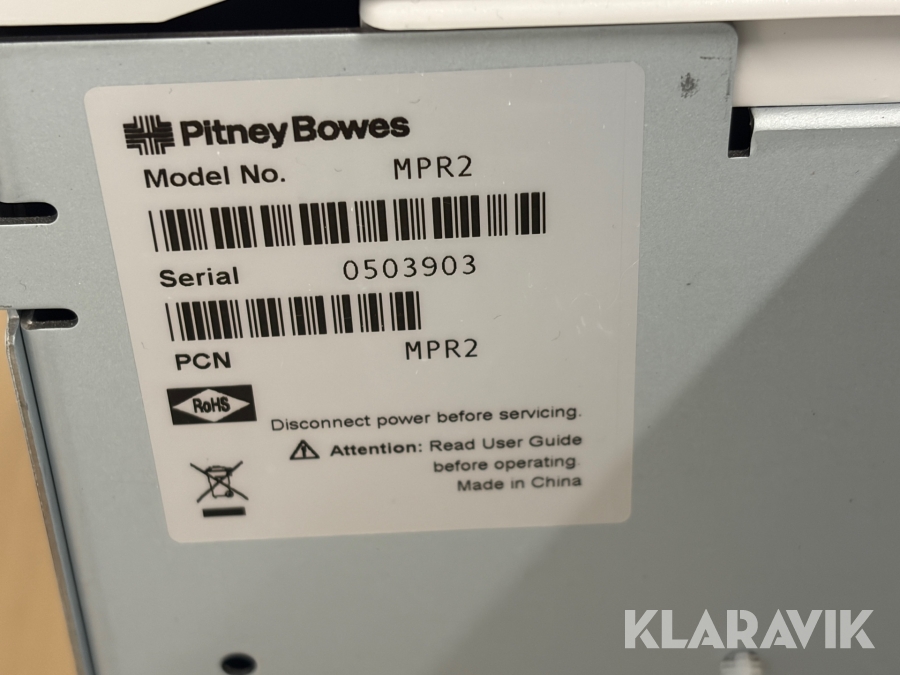 Pitney Bowes
Model No. MPR2
Serial 0503903
PCN MPR2
RoHS
Disconnect power before servicing.
Attention: Read User Guide
before operating.
Made in China
KLARAVIK